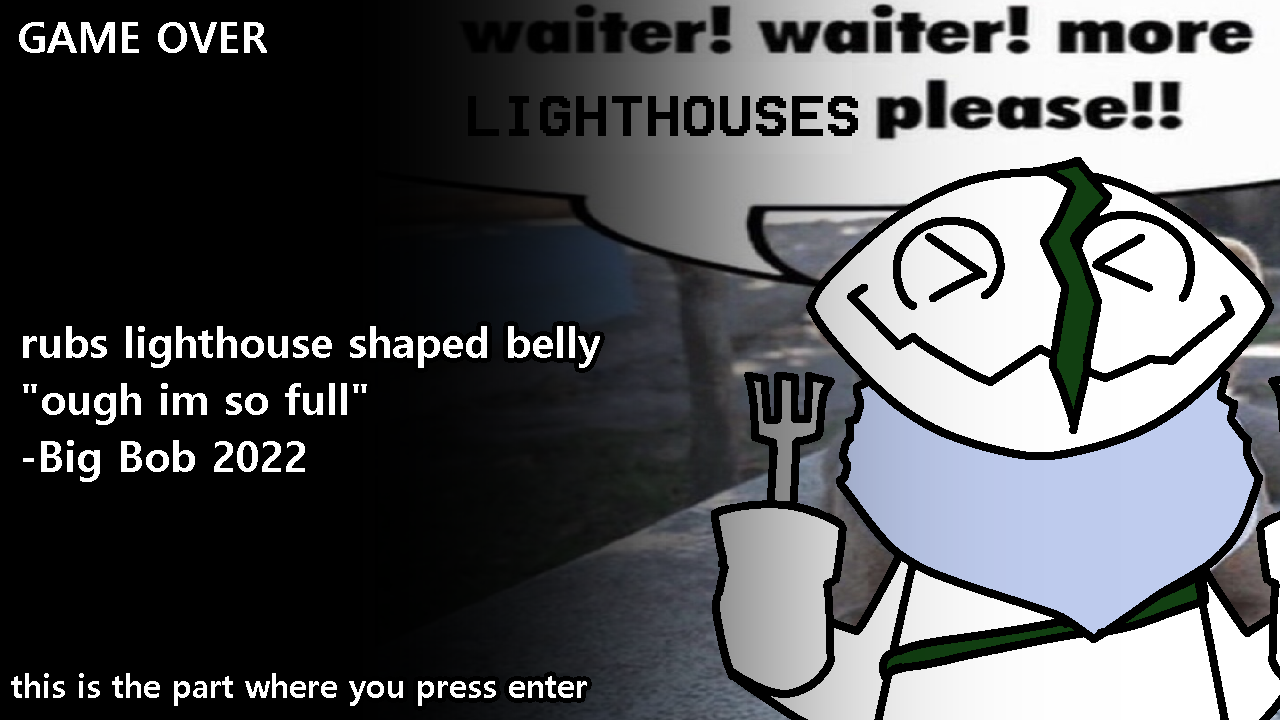 GAME OVER
waiter! waiter! more
LIGHTHOUSES please!!
rubs lighthouse shaped belly
"ough im so full"
-Big Bob 2022
this is the part where you press enter